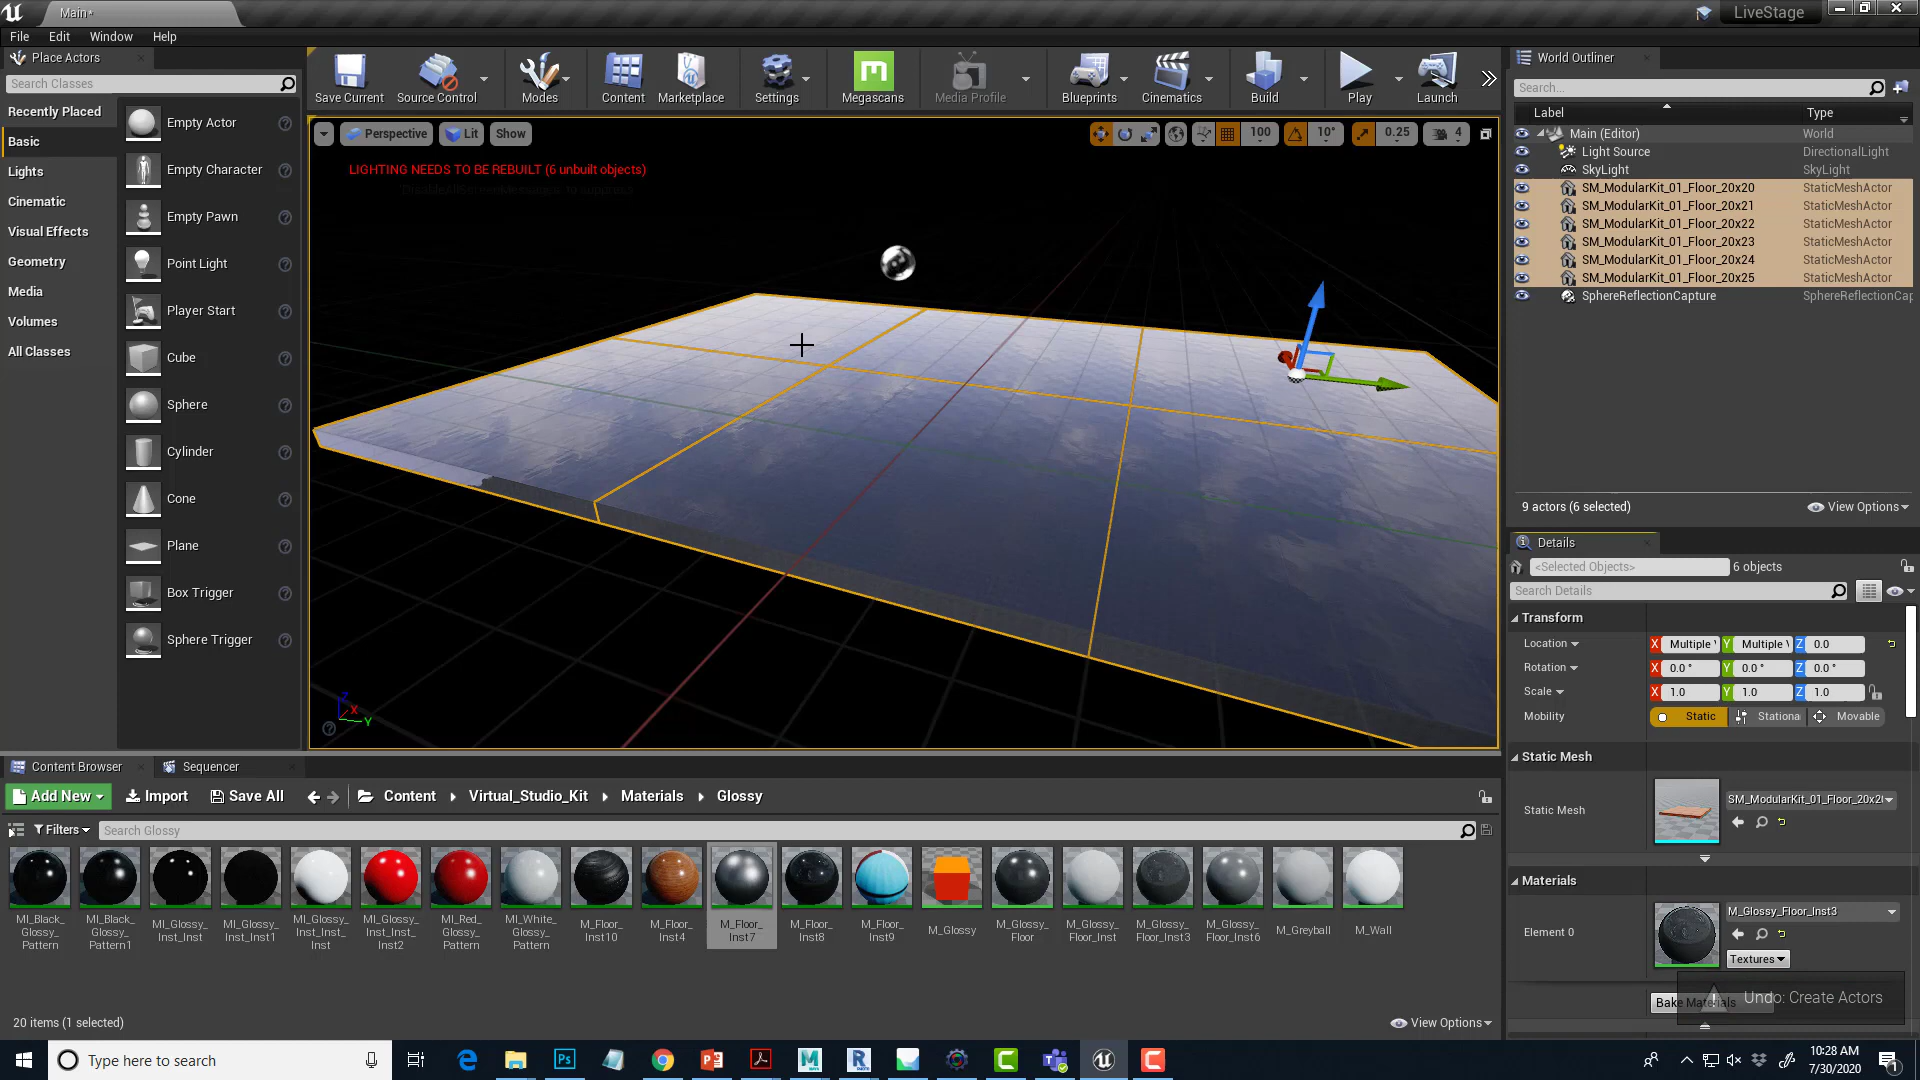 Main*
LiveStage
File Edit Window Help
Place Actors
Search Classes
Recently Placed
Basic
Lights
Cinematic
Visual Effects
Geometry
Media
Volumes
All Classes
Empty Actor
Empty Character
Empty Pawn
Point Light
Player Start
Cube
Sphere
Cylinder
Cone
Plane
Box Trigger
Sphere Trigger
Save Current Source Control Modes Content Marketplace Settings Megascans Media Profile Blueprints Cinematics Build Play Launch
Perspective Lit Show
100 10° 0.25 4
LIGHTING NEEDS TO BE REBUILT (6 unbuilt objects)
'DisableAllScreenMessages' to suppress
Z X Y
World Outliner
Search...
Label Type
Main (Editor) World
Light Source DirectionalLight
SkyLight SkyLight
SM_ModularKit_01_Floor_20x20 StaticMeshActor
SM_ModularKit_01_Floor_20x21 StaticMeshActor
SM_ModularKit_01_Floor_20x22 StaticMeshActor
SM_ModularKit_01_Floor_20x23 StaticMeshActor
SM_ModularKit_01_Floor_20x24 StaticMeshActor
SM_ModularKit_01_Floor_20x25 StaticMeshActor
SphereReflectionCapture SphereReflectionCap
9 actors (6 selected) View Options
Details
<Selected Objects> 6 objects
Search Details
Transform
Location X Multiple V Y Multiple V Z 0.0
Rotation X 0.0 ° Y 0.0 ° Z 0.0 °
Scale X 1.0 Y 1.0 Z 1.0
Mobility Static Stationa Movable
Static Mesh
Static Mesh SM_ModularKit_01_Floor_20x20
Materials
Element 0 M_Glossy_Floor_Inst3
Textures
Bake Materials
Undo: Create Actors
Content Browser Sequencer
Add New Import Save All Content Virtual_Studio_Kit Materials Glossy
Filters Search Glossy
MI_Black_Glossy_Pattern
MI_Black_Glossy_Pattern1
MI_Glossy_Inst_Inst
MI_Glossy_Inst_Inst1
MI_Glossy_Inst_Inst_Inst
MI_Glossy_Inst_Inst2
MI_Red_Glossy_Pattern
MI_White_Glossy_Pattern
M_Floor_Inst10
M_Floor_Inst4
M_Floor_Inst7
M_Floor_Inst8
M_Floor_Inst9
M_Glossy
M_Glossy_Floor
M_Glossy_Floor_Inst
M_Glossy_Floor_Inst3
M_Glossy_Floor_Inst6
M_Greyball
M_Wall
20 items (1 selected) View Options
Type here to search
10:28 AM
7/30/2020